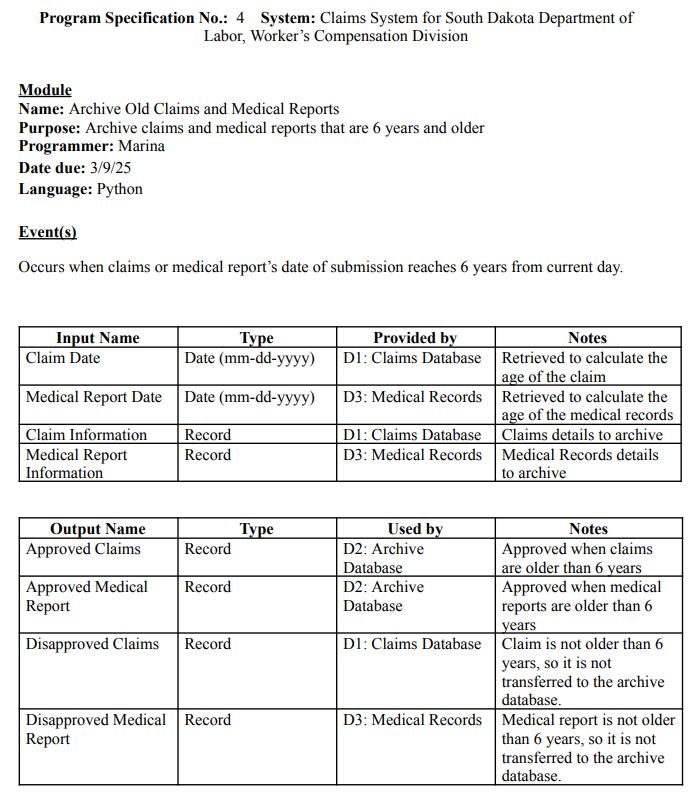 Program Specification No.: 4 System: Claims System for South Dakota Department of
Labor, Worker’s Compensation Division
Module
Name: Archive Old Claims and Medical Reports
Purpose: Archive claims and medical reports that are 6 years and older
Programmer: Marina
Date due: 3/9/25
Language: Python
Event(s)
Occurs when claims or medical report’s date of submission reaches 6 years from current day.
Input Name Type Provided by Notes
Claim Date Date (mm-dd-yyyy) D1: Claims Database Retrieved to calculate the
age of the claim
Medical Report Date Date (mm-dd-yyyy) D3: Medical Records Retrieved to calculate the
age of the medical records
Claim Information Record D1: Claims Database Claims details to archive
Medical Report Record D3: Medical Records Medical Records details
Information to archive
Output Name Type Used by Notes
Approved Claims Record D2: Archive Approved when claims
Database are older than 6 years
Approved Medical Record D2: Archive Approved when medical
Report Database reports are older than 6
years
Disapproved Claims Record D1: Claims Database Claim is not older than 6
years, so it is not
transferred to the archive
database.
Disapproved Medical Record D3: Medical Records Medical report is not older
Report than 6 years, so it is not
transferred to the archive
database.